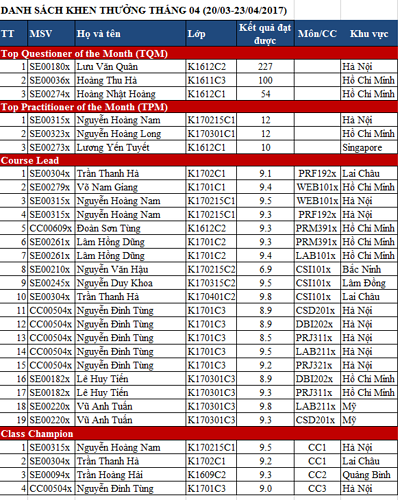 DANH SÁCH KHEN THƯỞNG THÁNG 04 (20/03-23/04/2017)
TT MSV Họ và tên Lớp Kết quả đạt được Môn/CC Khu vực
Top Questioner of the Month (TQM)
1 SE00180x Lưu Văn Quân K1612C2 227 Hà Nội
2 SE00036x Hoàng Thu Hà K1611C3 100 Hồ Chí Minh
3 SE00274x Hoàng Nhật Hoàng K1612C1 54 Hồ Chí Minh
Top Practitioner of the Month (TPM)
1 SE00315x Nguyễn Hoàng Nam K170215C1 12 Hà Nội
2 SE00323x Nguyễn Hoàng Long K170301C1 12 Hồ Chí Minh
3 SE00273x Lương Yến Tuyết K1612C1 10 Singapore
Course Lead
1 SE00304x Trần Thanh Hà K1702C1 9.1 PRF192x Lai Châu
2 SE00279x Võ Nam Giang K1701C1 9.4 WEB101x Hồ Chí Minh
3 SE00315x Nguyễn Hoàng Nam K170215C1 9.5 WEB101x Hà Nội
4 SE00315x Nguyễn Hoàng Nam K170215C1 9.4 PRF192x Hà Nội
5 CC00609x Đoàn Sơn Tùng K1612C2 9.3 PRM391x Hồ Chí Minh
6 SE00261x Lâm Hồng Dũng K1701C1 9.3 PRM391x Hồ Chí Minh
7 SE00261x Lâm Hồng Dũng K1701C1 9.4 LAB101x Hồ Chí Minh
8 SE00210x Nguyễn Văn Hậu K170215C2 6.9 CSI101x Bắc Ninh
9 SE00245x Nguyễn Duy Khoa K170315C2 9.5 CSI101x Lâm Đồng
10 SE00304x Trần Thanh Hà K170401C2 9.8 CSI101x Lai Châu
11 CC00504x Nguyễn Đình Tùng K1701C3 8.9 CSD201x Hà Nội
12 CC00504x Nguyễn Đình Tùng K1701C3 8.9 DBI202x Hà Nội
13 CC00504x Nguyễn Đình Tùng K1701C3 8.5 PRJ311x Hà Nội
14 CC00504x Nguyễn Đình Tùng K1701C3 9.5 LAB211x Hà Nội
15 CC00504x Nguyễn Đình Tùng K1701C3 9.2 PRJ321x Hà Nội
16 SE00182x Lê Huy Tiến K170301C3 8.9 DBI202x Hồ Chí Minh
17 SE00182x Lê Huy Tiến K170301C3 9.3 PRJ311x Hồ Chí Minh
18 SE00220x Vũ Anh Tuấn K170301C3 9.8 LAB211x Mỹ
19 SE00220x Vũ Anh Tuấn K170301C3 9.3 CSD201x Mỹ
Class Champion
1 SE00315x Nguyễn Hoàng Nam K170215C1 9.5 CC1 Hà Nội
2 SE00304x Trần Thanh Hà K1702C1 9.2 CC1 Lai Châu
3 SE00094x Trần Hoàng Hải K1609C2 9.3 CC2 Quảng Bình
4 CC00504x Nguyễn Đình Tùng K1701C3 9.0 CC3 Hà Nội